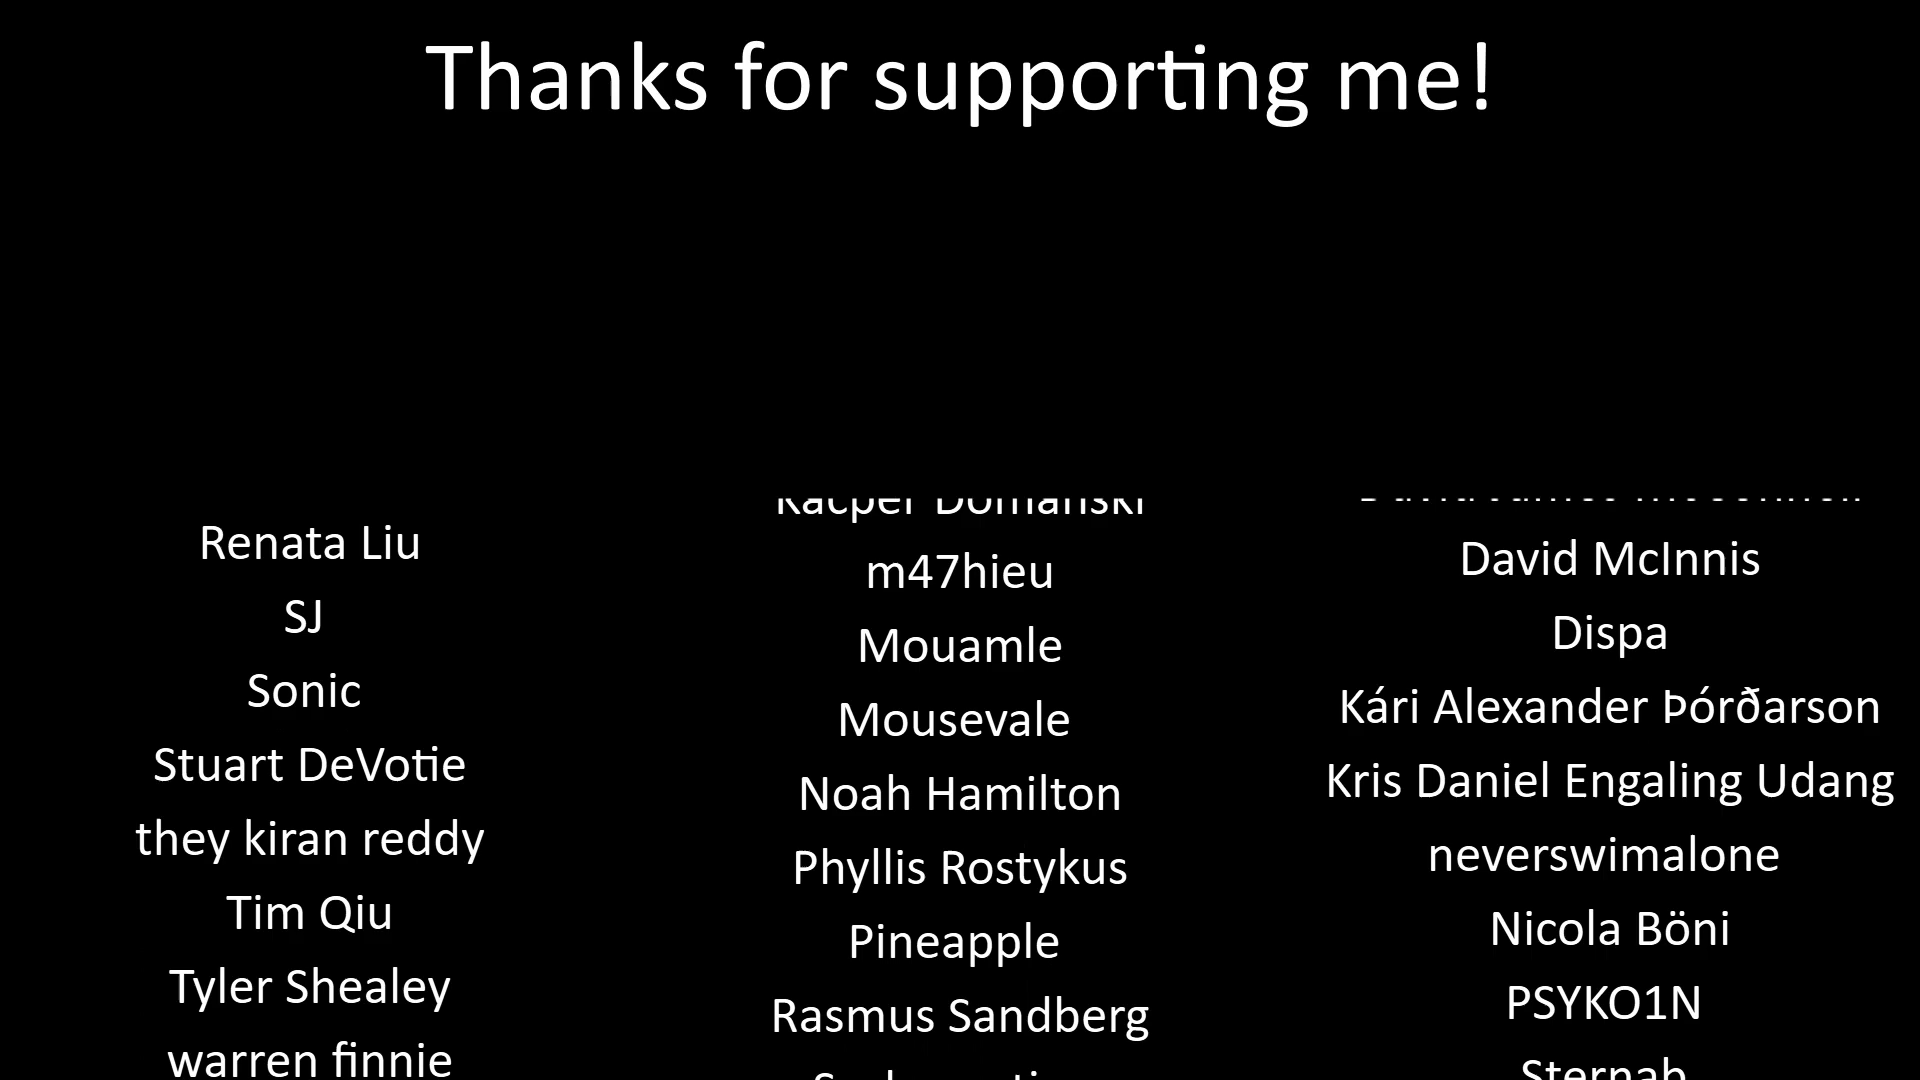 Thanks for supporting me!
Renata Liu
SJ
Sonic
Stuart DeVotie
they kiran reddy
Tim Qiu
Tyler Shealey
warren finnie
Kacper Domański
m47hieu
Mouamle
Mousevale
Noah Hamilton
Phyllis Rostykus
Pineapple
Rasmus Sandberg
David McInnis
Dispa
Kári Alexander Þórðarson
Kris Daniel Engaling Udang
neverswimalone
Nicola Böni
PSYKO1N